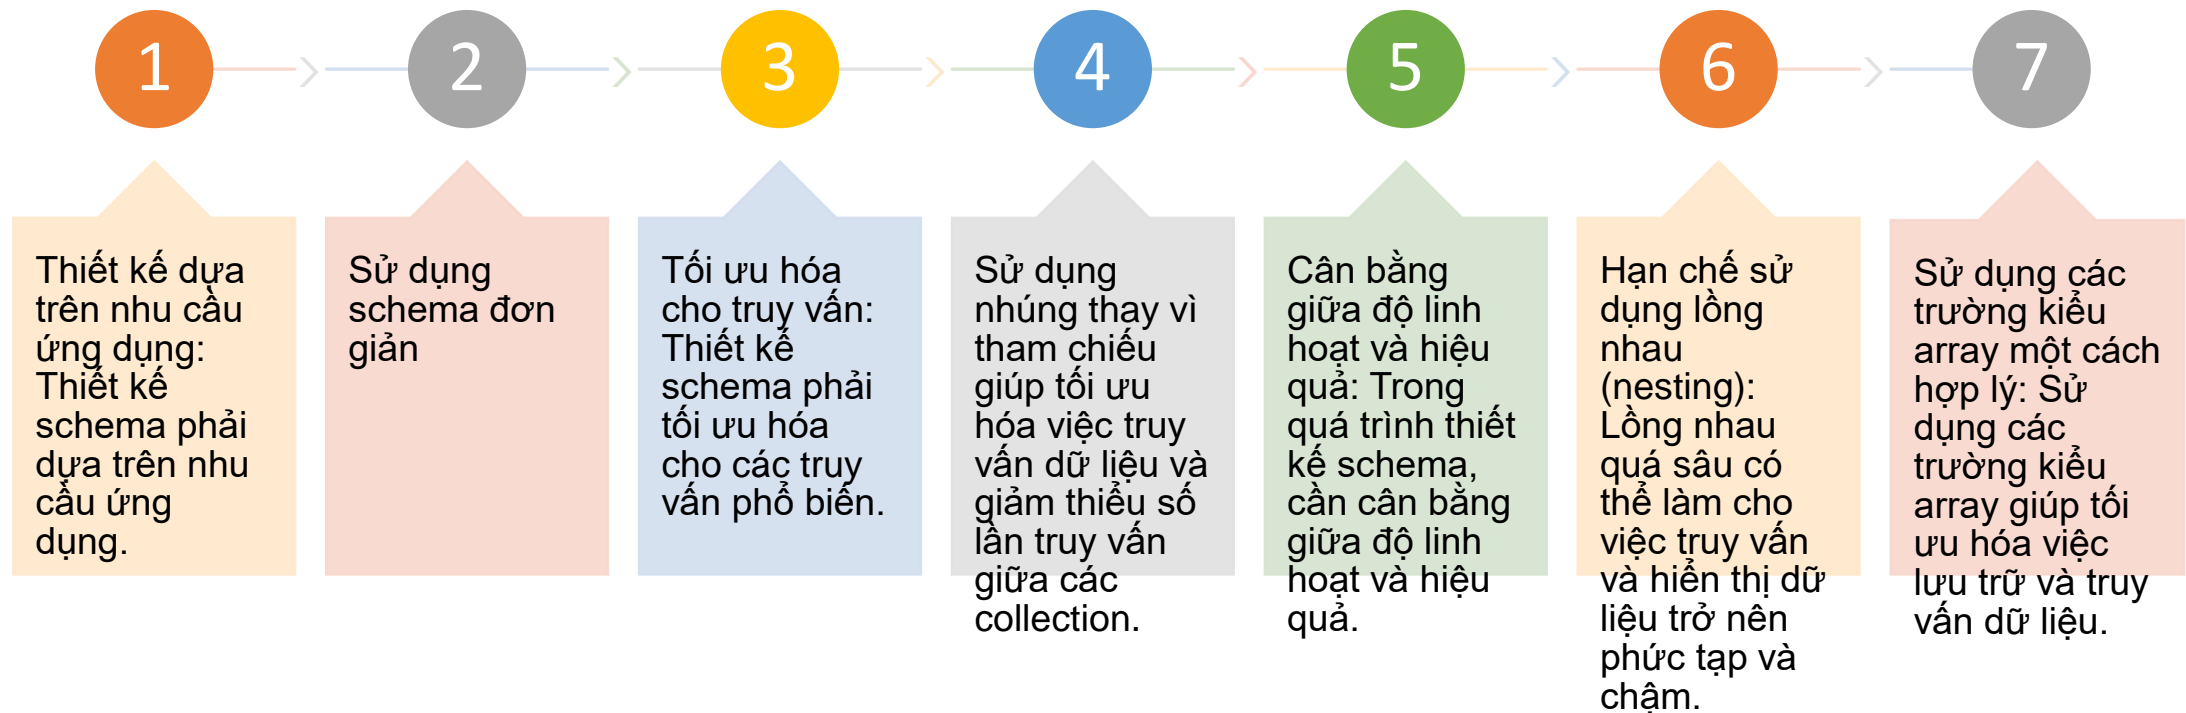 1
2
3
4
5
6
7
Thiết kế dựa
trên nhu cầu
ứng dụng:
Thiết kế
schema phải
dựa trên nhu
cầu ứng
dụng.
Sử dụng
schema đơn
giản
Tối ưu hóa
cho truy vấn:
Thiết kế
schema phải
tối ưu hóa
cho các truy
vấn phổ biến.
Sử dụng
nhúng thay vì
tham chiếu
giúp tối ưu
hóa việc truy
vấn dữ liệu và
giảm thiểu số
lần truy vấn
giữa các
collection.
Cân bằng
giữa độ linh
hoạt và hiệu
quả: Trong
quá trình thiết
kế schema,
cần cân bằng
giữa độ linh
hoạt và hiệu
quả.
Hạn chế sử
dụng lồng
nhau
(nesting):
Lồng nhau
quá sâu có
thể làm cho
việc truy vấn
và hiển thị dữ
liệu trở nên
phức tạp và
chậm.
Sử dụng các
trường kiểu
array một cách
hợp lý: Sử
dụng các
trường kiểu
array giúp tối
ưu hóa việc
lưu trữ và truy
vấn dữ liệu.